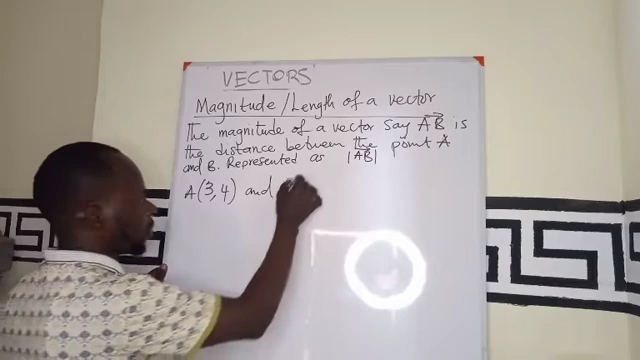 VECTORS
Magnitude/Length of a vector
The magnitude of a vector say AB is
the distance between the point A
and B. Represented as |AB|
A(3,4) and